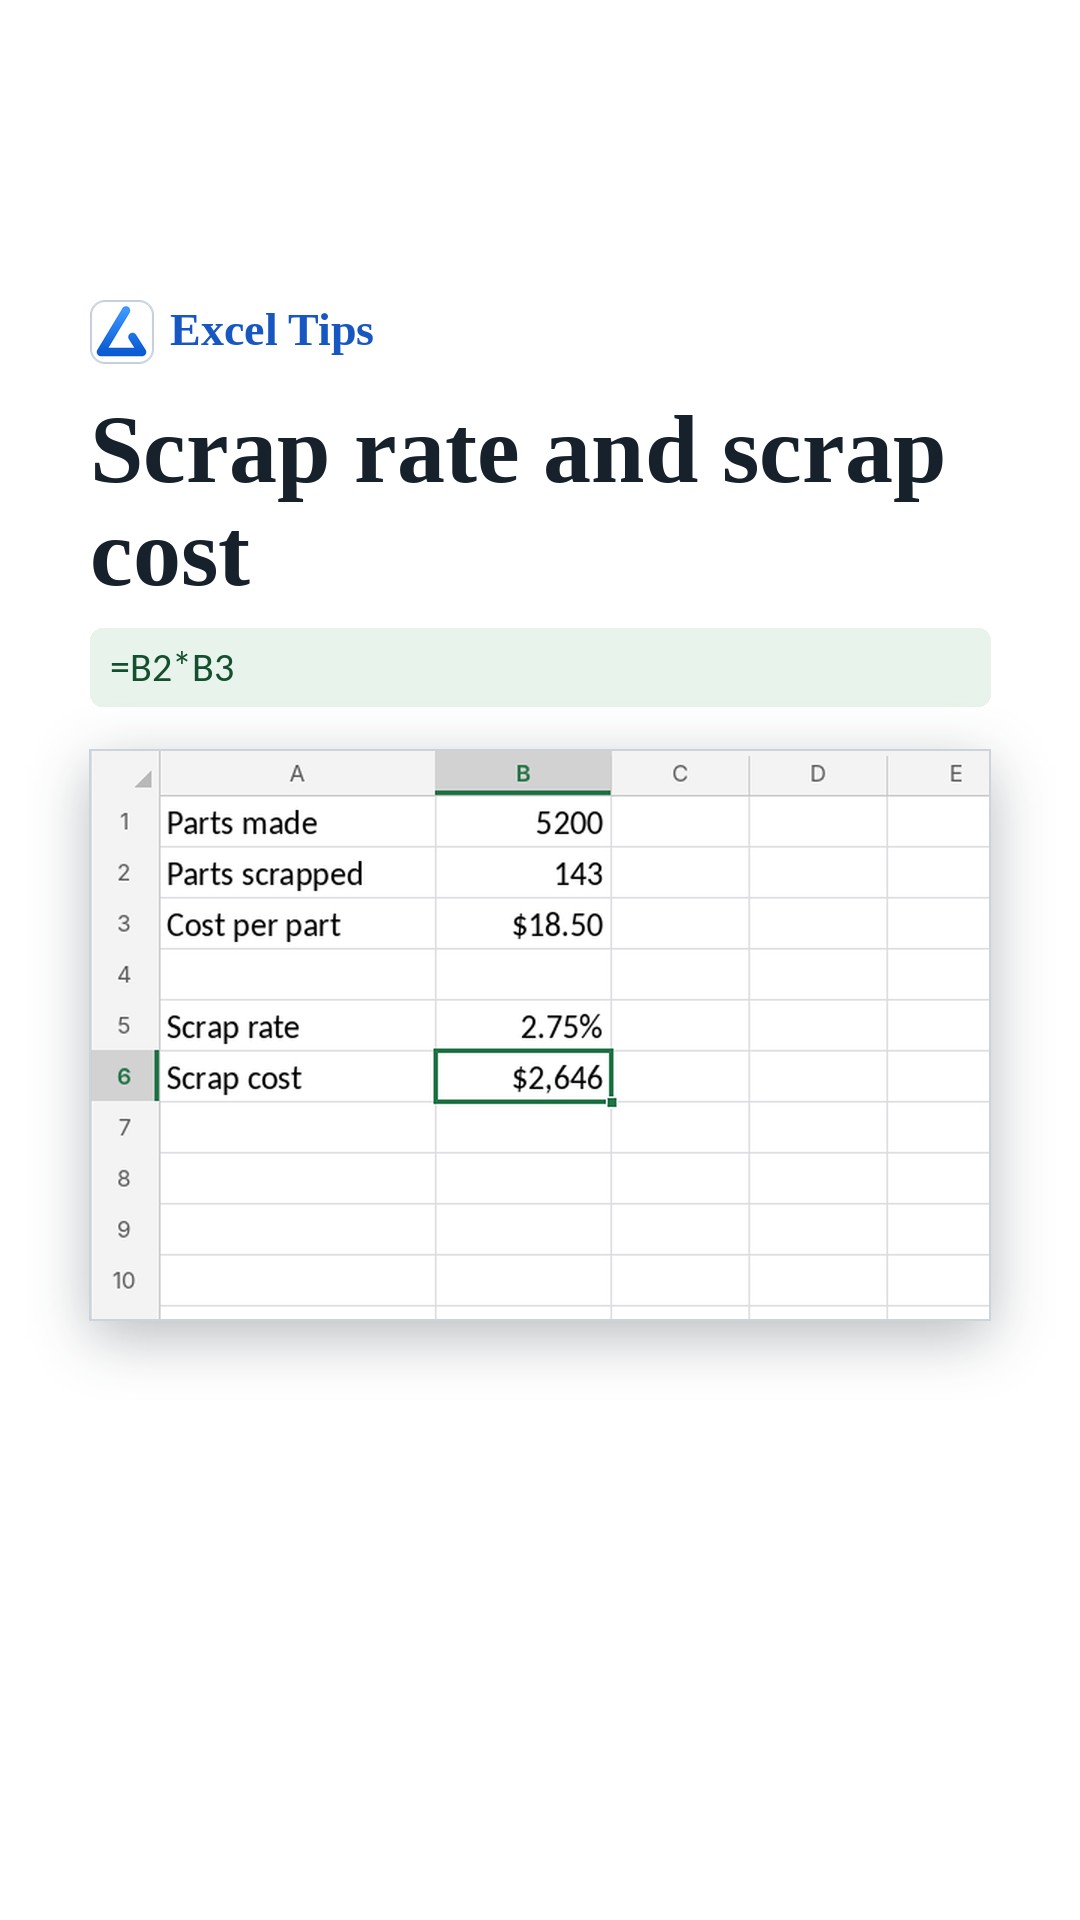 Excel Tips
Scrap rate and scrap
cost
=B2*B3
A B C D E
1 Parts made 5200
2 Parts scrapped 143
3 Cost per part $18.50
4
5 Scrap rate 2.75%
6 Scrap cost $2,646
7
8
9
10